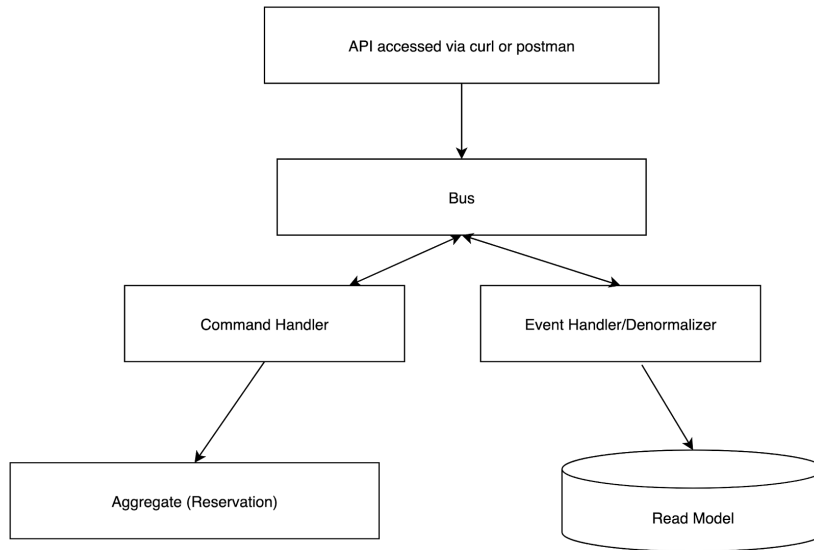 API accessed via curl or postman
Bus
Command Handler
Event Handler/Denormalizer
Aggregate (Reservation)
Read Model